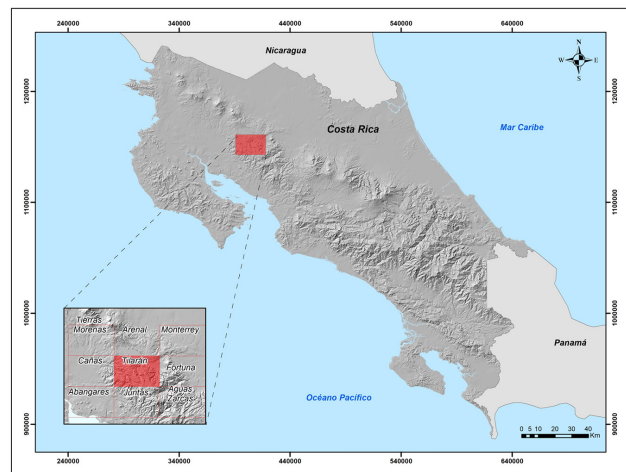 240000 340000 440000 540000 640000
Nicaragua
N
W E
S
1200000 1200000
Costa Rica
Mar Caribe
1100000 1100000
1000000 1000000
Tierras
Morenas Arenal Monterrey
Cañas Tilarán Fortuna
Abangares Juntas Aguas
Zarcas
Panamá
Océano Pacífico
900000 900000
0 5 10 20 30 40
Km
240000 340000 440000 540000 640000